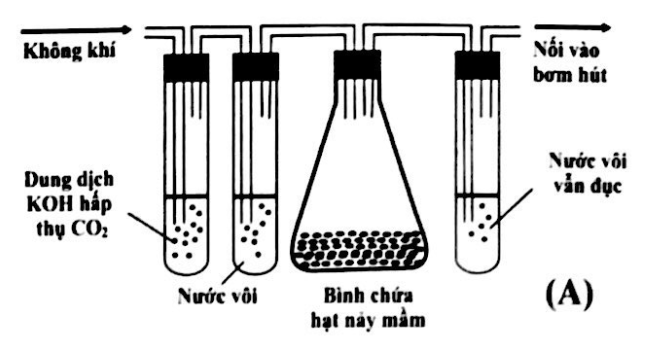 Không khí
Nối vào
bơm hút
Dung dịch
KOH hấp
thụ CO₂
Nước vôi
vẩn đục
Nước vôi
Bình chứa
hạt nảy mầm
(A)